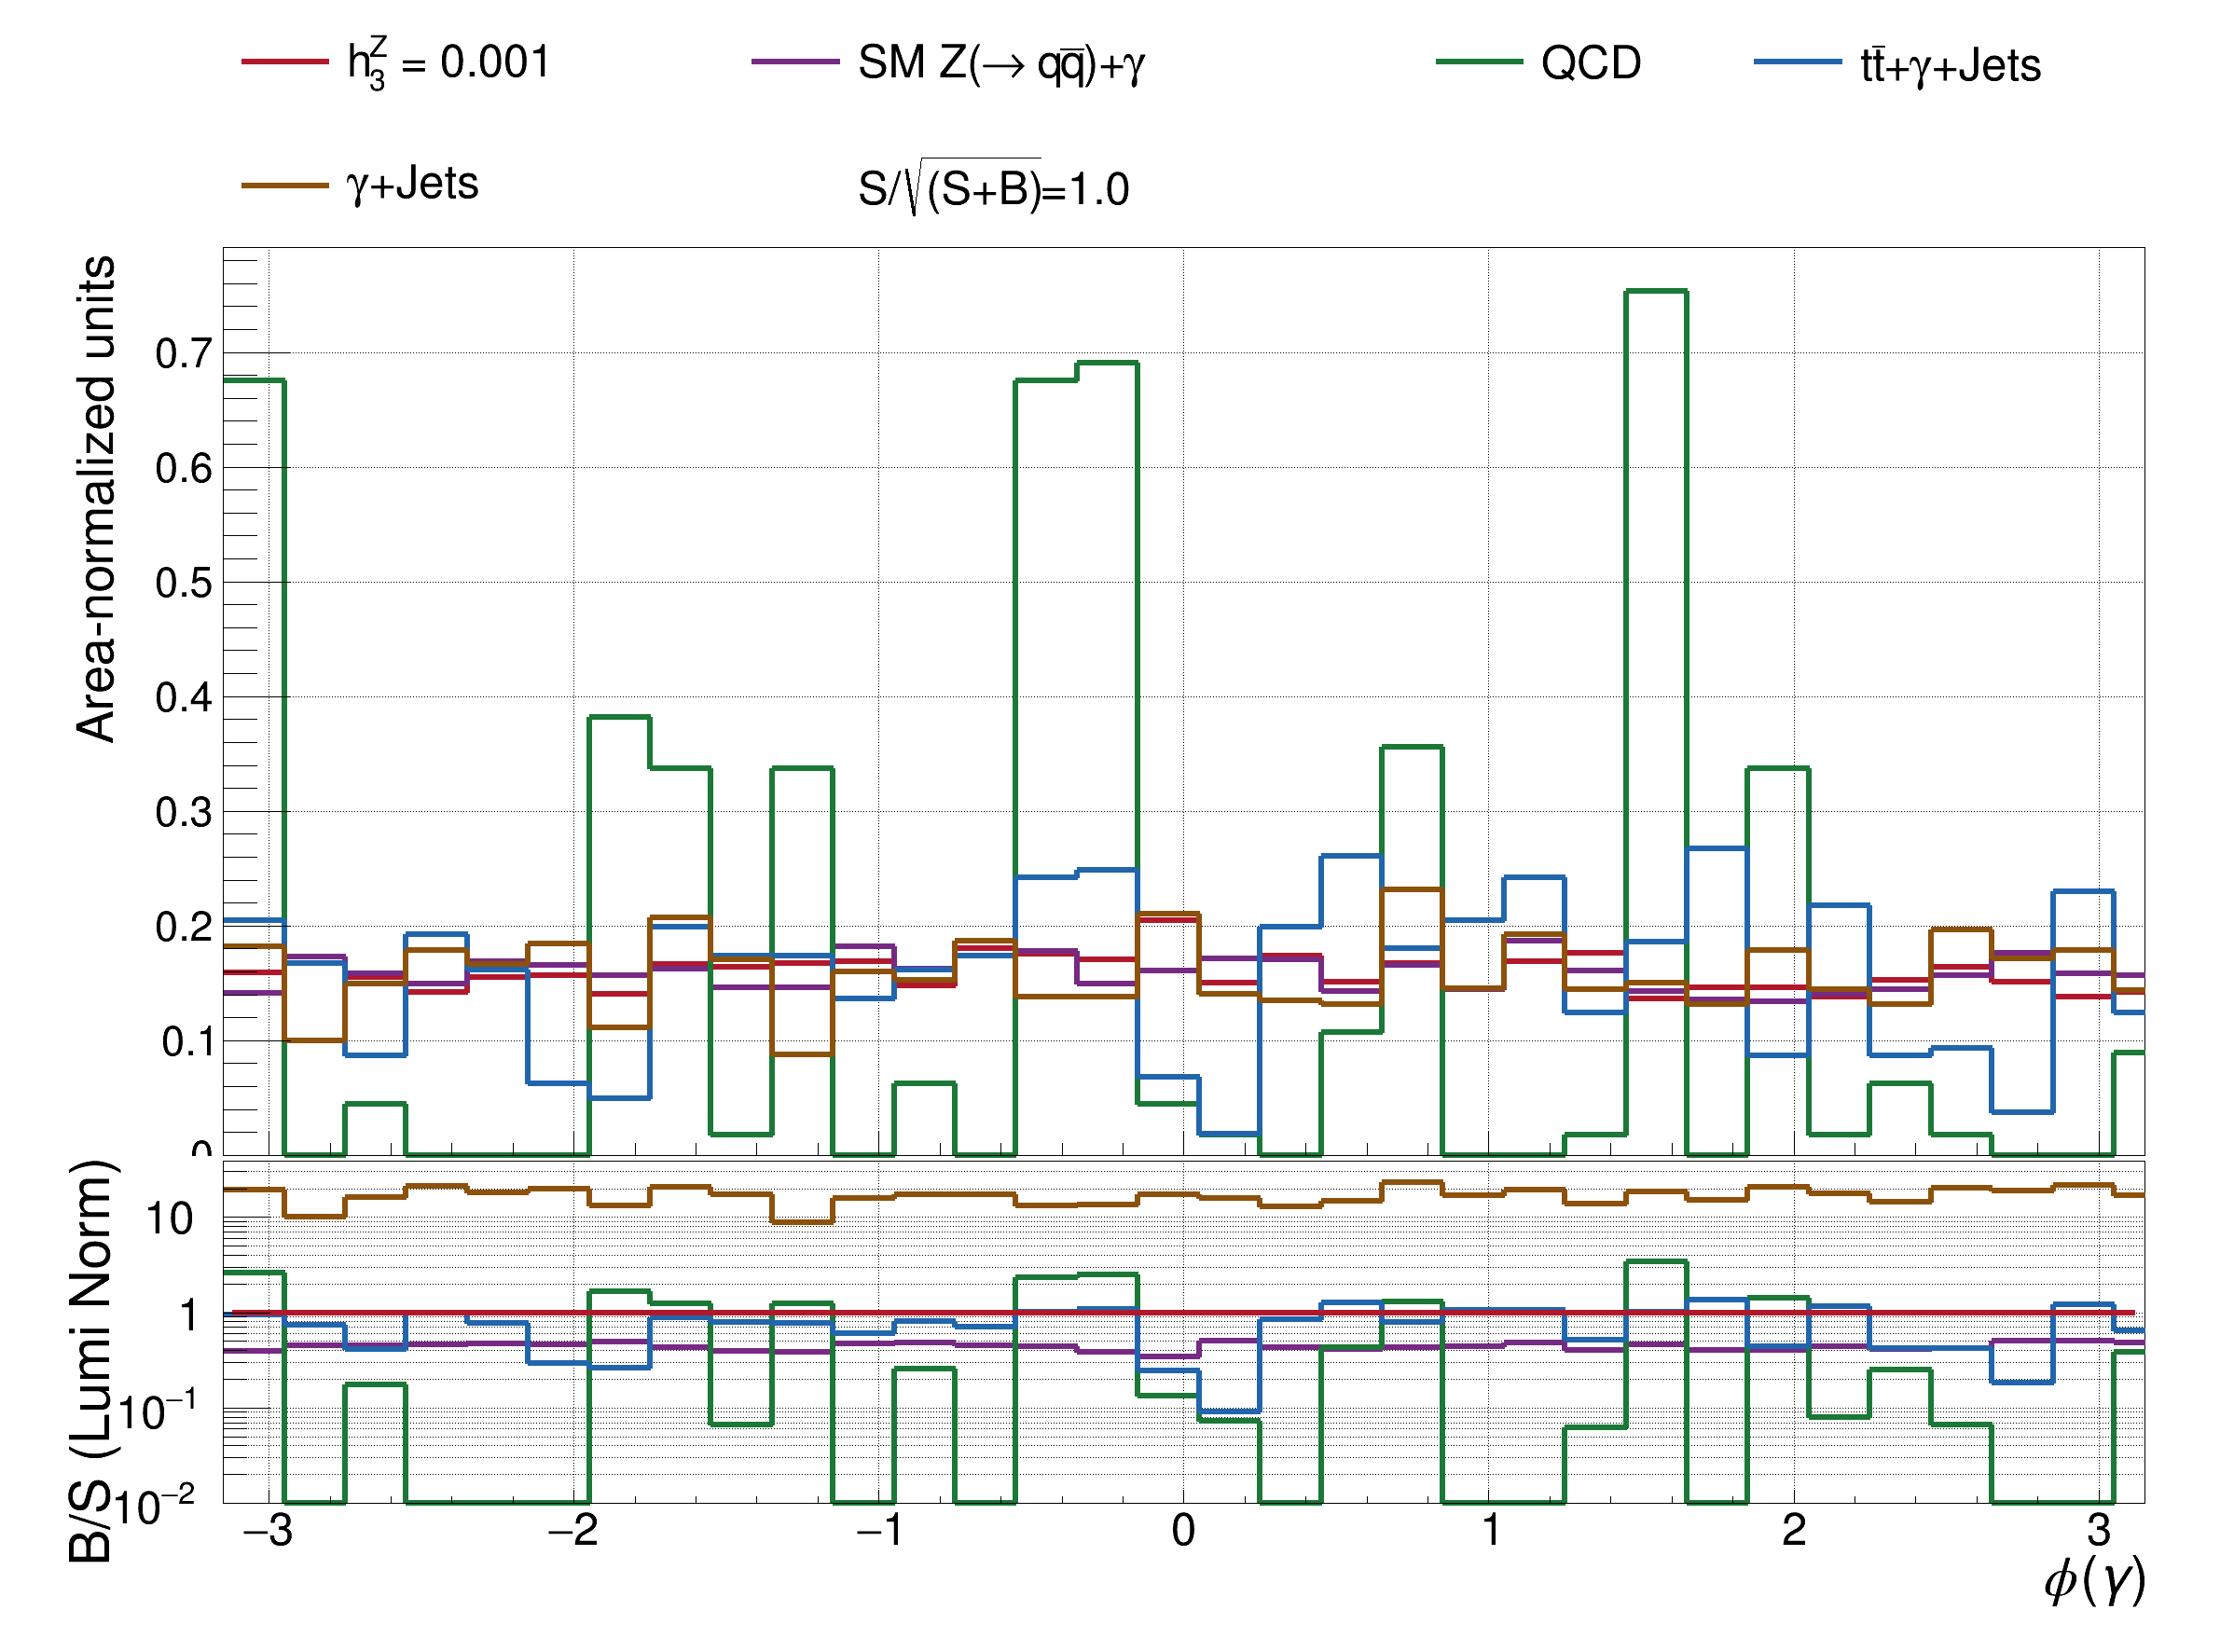 h₃ᶻ = 0.001
SM Z(→ qq̄)+γ
QCD
tt̄+γ+Jets
γ+Jets
S/√(S+B)=1.0
Area-normalized units
0.7
0.6
0.5
0.4
0.3
0.2
0.1
0
B/S (Lumi Norm)
10
1
10⁻¹
10⁻²
−3
−2
−1
0
1
2
3
ϕ(γ)